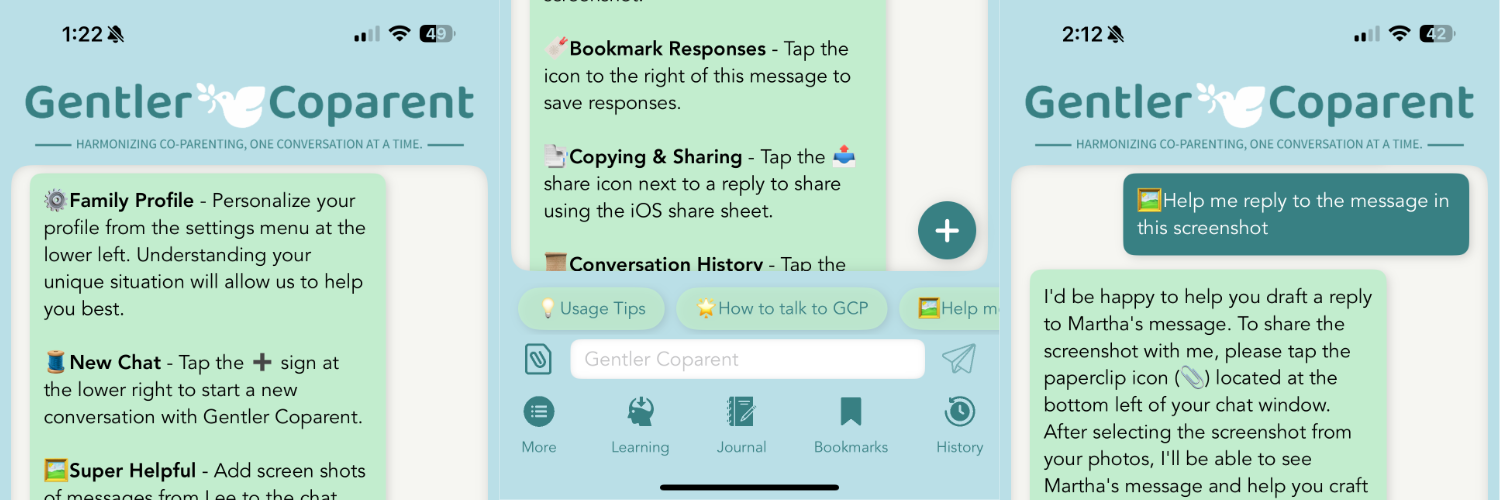 1:22
49
Gentler Coparent
HARMONIZING CO-PARENTING, ONE CONVERSATION AT A TIME.
Family Profile - Personalize your
profile from the settings menu at the
lower left. Understanding your
unique situation will allow us to help
you best.
New Chat - Tap the + sign at
the lower right to start a new
conversation with Gentler Coparent.
Super Helpful - Add screen shots
of messages from Lee to the chat
screenshot.
Bookmark Responses - Tap the
icon to the right of this message to
save responses.
Copying & Sharing - Tap the
share icon next to a reply to share
using the iOS share sheet.
Conversation History - Tap the
Usage Tips
How to talk to GCP
Help m
Gentler Coparent
More
Learning
Journal
Bookmarks
History
2:12
42
Gentler Coparent
HARMONIZING CO-PARENTING, ONE CONVERSATION AT A TIME.
Help me reply to the message in
this screenshot
I'd be happy to help you draft a reply
to Martha's message. To share the
screenshot with me, please tap the
paperclip icon (📎) located at the
bottom left of your chat window.
After selecting the screenshot from
your photos, I'll be able to see
Martha's message and help you craft